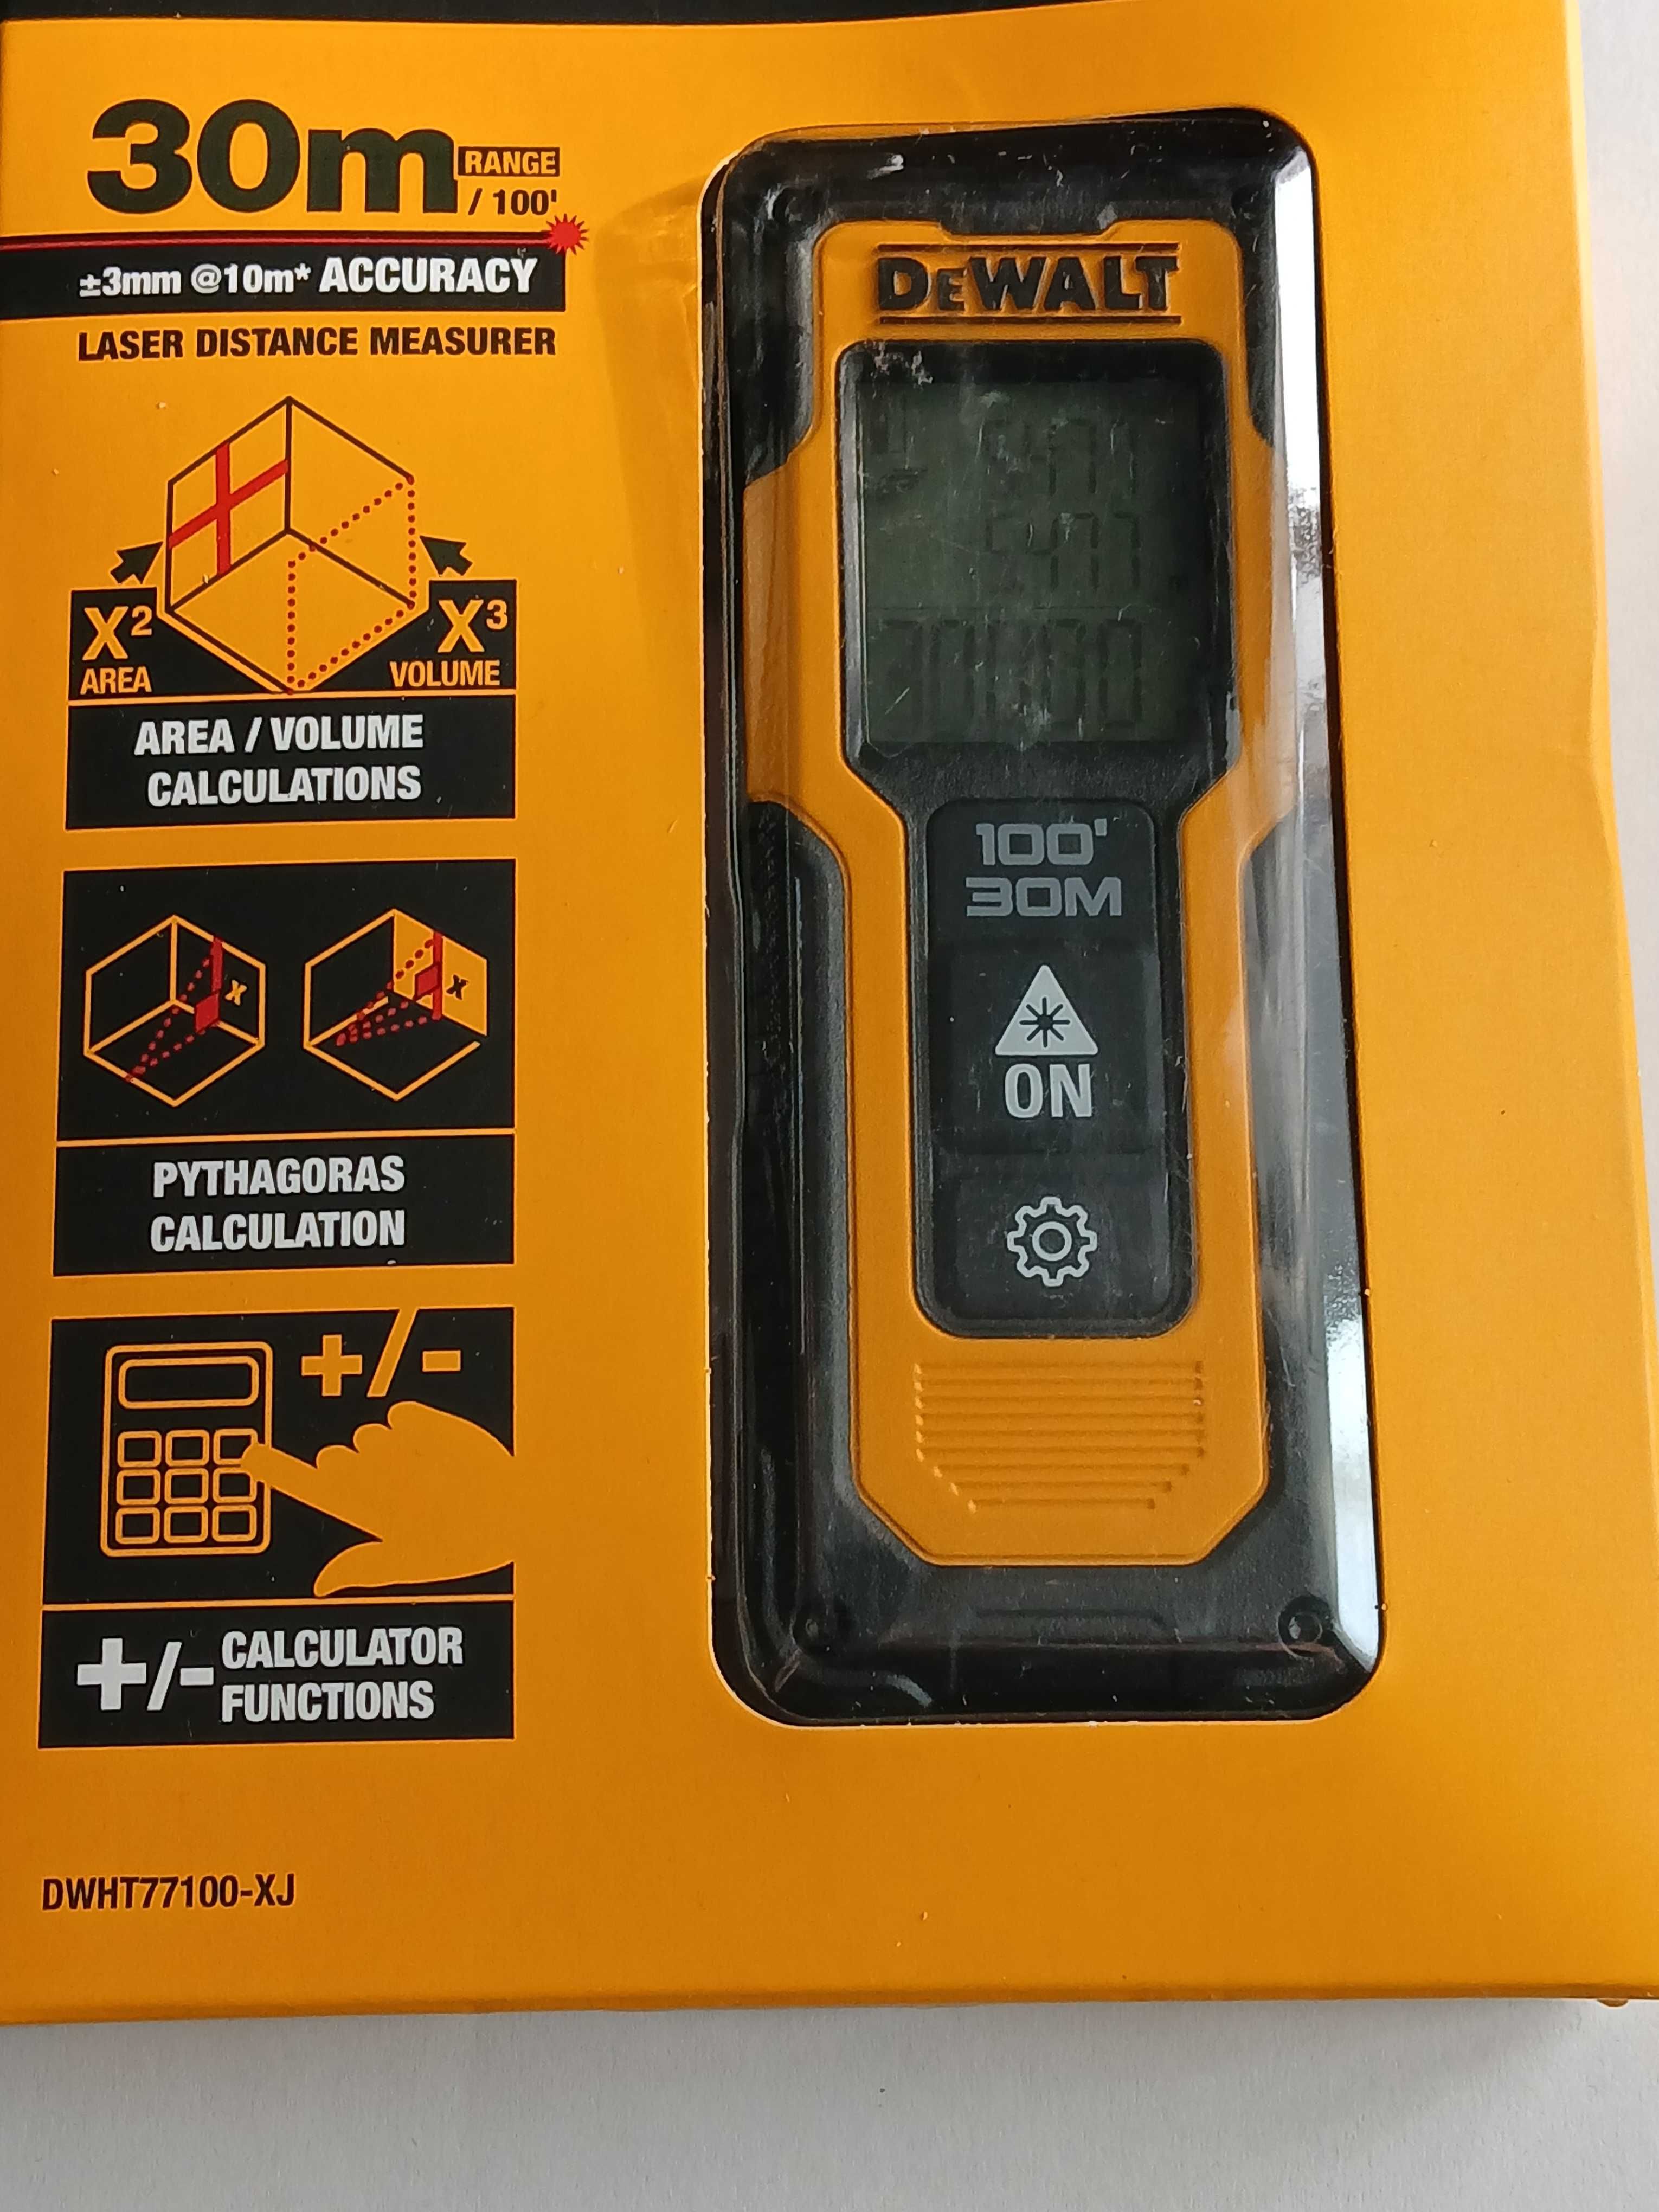 30m RANGE
/ 100'
±3mm @10m* ACCURACY
LASER DISTANCE MEASURER
X² X³
AREA VOLUME
AREA / VOLUME
CALCULATIONS
x x
PYTHAGORAS
CALCULATION
+/-
+/- CALCULATOR
FUNCTIONS
DWHT77100-XJ
DEWALT
100'
30M
ON